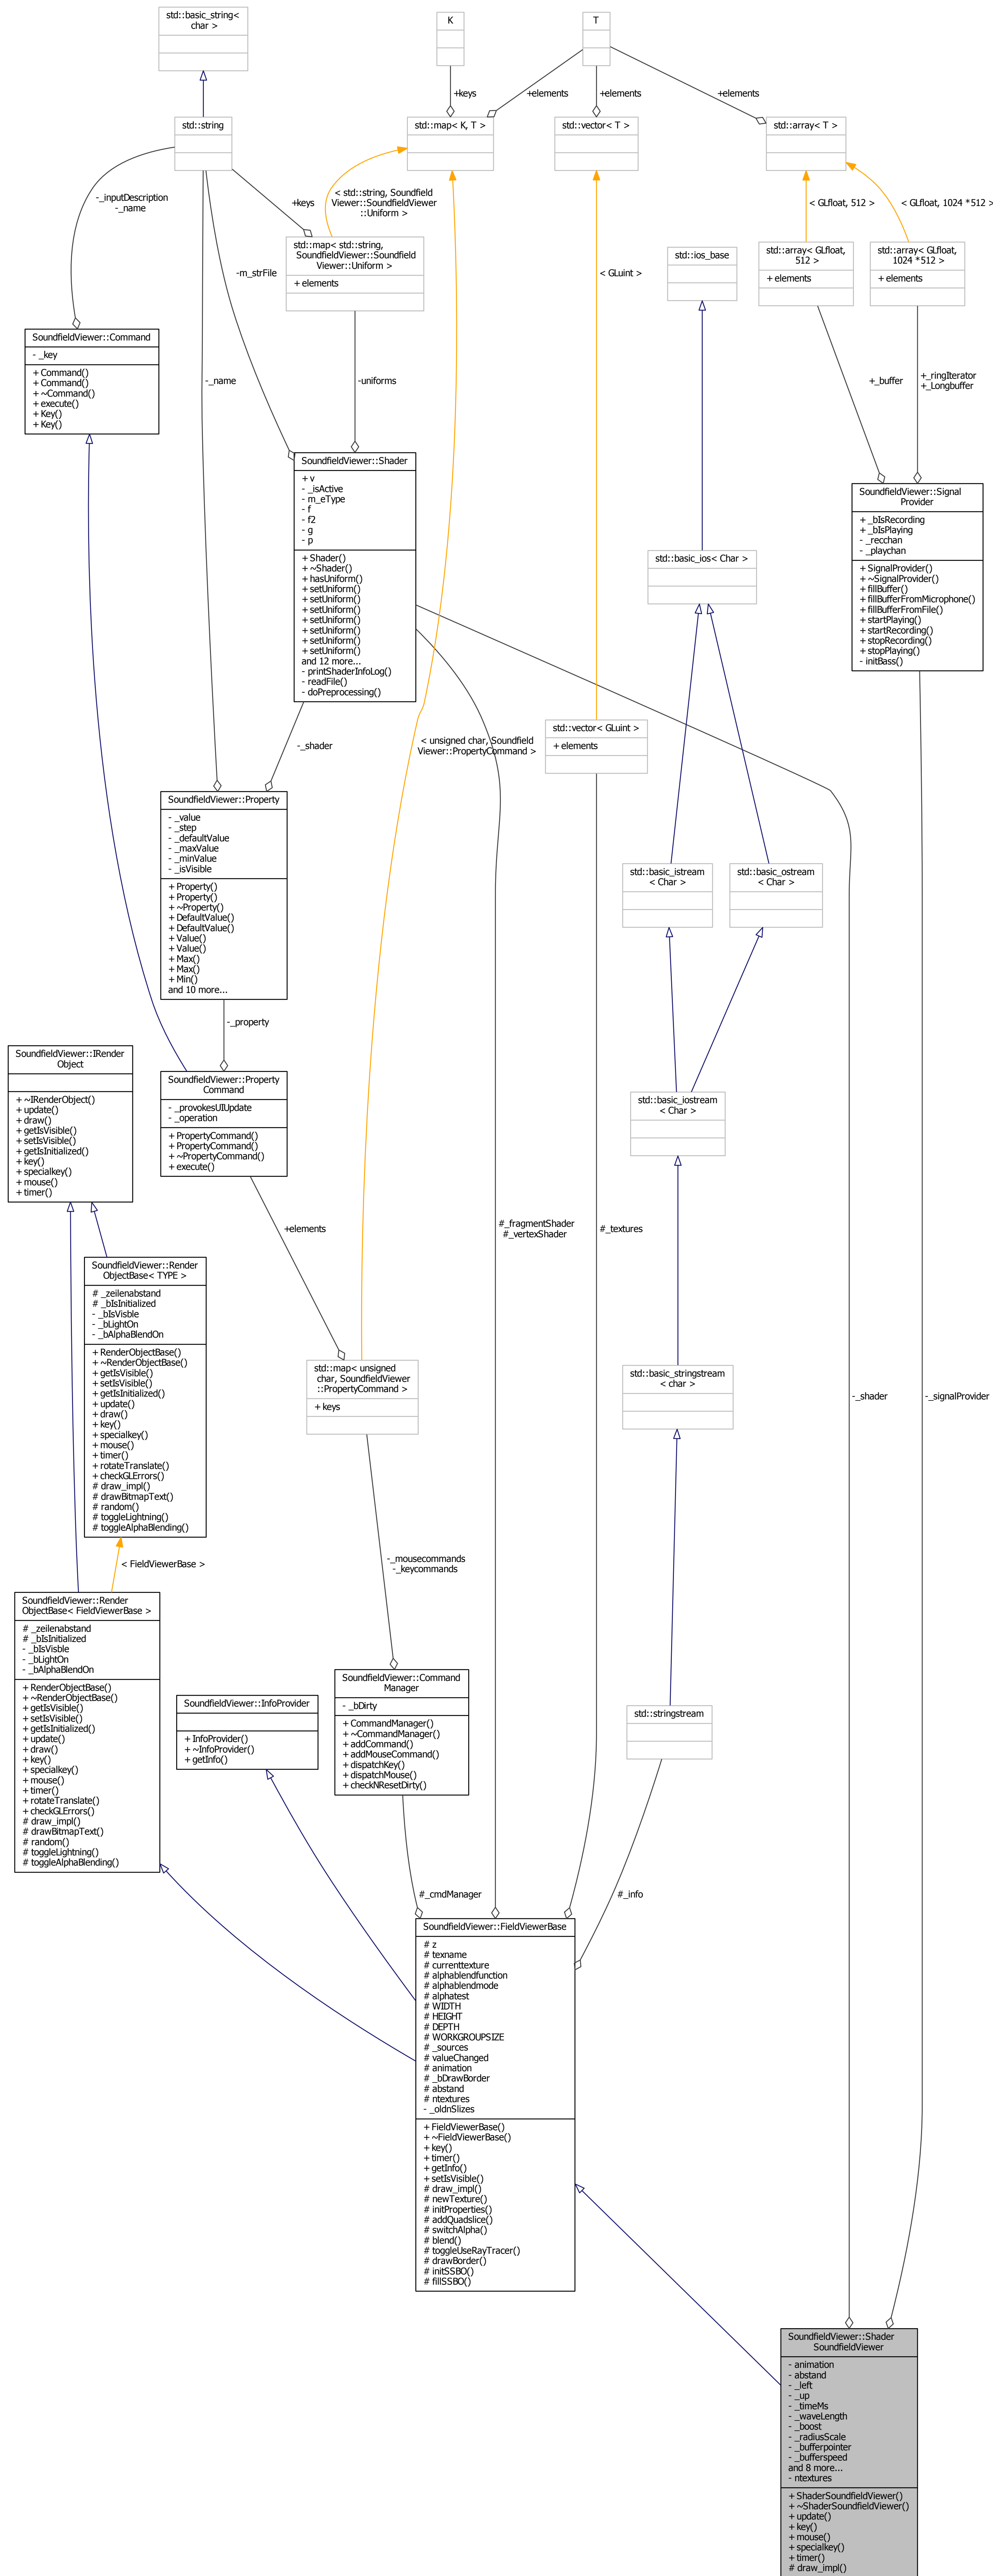 std::basic_string<
char >
K
T
+keys
+elements
+elements
+elements
std::string
std::map< K, T >
std::vector< T >
std::array< T >
-_inputDescription
-_name
+keys
< std::string, Soundfield
Viewer::SoundfieldViewer
::Uniform >
< GLfloat, 512 >
< GLfloat, 1024 *512 >
std::map< std::string,
SoundfieldViewer::Soundfield
Viewer::Uniform >
+ elements
std::ios_base
std::array< GLfloat,
512 >
+ elements
std::array< GLfloat,
1024 *512 >
+ elements
-m_strFile
< GLuint >
SoundfieldViewer::Command
- _key
+ Command()
+ Command()
+ ~Command()
+ execute()
+ Key()
+ Key()
-_name
-uniforms
+_buffer
+_ringIterator
+_Longbuffer
SoundfieldViewer::Shader
+ v
- _isActive
- m_eType
- f
- f2
- g
- p
+ Shader()
+ ~Shader()
+ hasUniform()
+ setUniform()
+ setUniform()
+ setUniform()
+ setUniform()
+ setUniform()
+ setUniform()
+ setUniform()
and 12 more...
- printShaderInfoLog()
- readFile()
- doPreprocessing()
SoundfieldViewer::Signal
Provider
+ _bIsRecording
+ _bIsPlaying
- _recchan
- _playchan
+ SignalProvider()
+ ~SignalProvider()
+ fillBuffer()
+ fillBufferFromMicrophone()
+ fillBufferFromFile()
+ startPlaying()
+ startRecording()
+ stopRecording()
+ stopPlaying()
- initBass()
std::basic_ios< Char >
-_shader
< unsigned char, Soundfield
Viewer::PropertyCommand >
std::vector< GLuint >
+ elements
SoundfieldViewer::Property
- _value
- _step
- _defaultValue
- _maxValue
- _minValue
- _isVisible
+ Property()
+ Property()
+ ~Property()
+ DefaultValue()
+ DefaultValue()
+ Value()
+ Value()
+ Max()
+ Max()
+ Min()
and 10 more...
std::basic_istream
< Char >
std::basic_ostream
< Char >
-_property
SoundfieldViewer::IRender
Object
+ ~IRenderObject()
+ update()
+ draw()
+ getIsVisible()
+ setIsVisible()
+ getIsInitialized()
+ key()
+ specialkey()
+ mouse()
+ timer()
SoundfieldViewer::Property
Command
- _provokesUIUpdate
- _operation
+ PropertyCommand()
+ PropertyCommand()
+ ~PropertyCommand()
+ execute()
std::basic_iostream
< Char >
+elements
#_fragmentShader
#_vertexShader
#_textures
SoundfieldViewer::Render
ObjectBase< TYPE >
# _zeilenabstand
# _bIsInitialized
- _bIsVisble
- _bLightOn
- _bAlphaBlendOn
+ RenderObjectBase()
+ ~RenderObjectBase()
+ getIsVisible()
+ setIsVisible()
+ getIsInitialized()
+ update()
+ draw()
+ key()
+ specialkey()
+ mouse()
+ timer()
+ rotateTranslate()
+ checkGLErrors()
# draw_impl()
# drawBitmapText()
# random()
# toggleLightning()
# toggleAlphaBlending()
std::map< unsigned
char, SoundfieldViewer
::PropertyCommand >
+ keys
std::basic_stringstream
< char >
-_shader
-_signalProvider
< FieldViewerBase >
-_mousecommands
-_keycommands
SoundfieldViewer::Render
ObjectBase< FieldViewerBase >
# _zeilenabstand
# _bIsInitialized
- _bIsVisble
- _bLightOn
- _bAlphaBlendOn
+ RenderObjectBase()
+ ~RenderObjectBase()
+ getIsVisible()
+ setIsVisible()
+ getIsInitialized()
+ update()
+ draw()
+ key()
+ specialkey()
+ mouse()
+ timer()
+ rotateTranslate()
+ checkGLErrors()
# draw_impl()
# drawBitmapText()
# random()
# toggleLightning()
# toggleAlphaBlending()
SoundfieldViewer::InfoProvider
+ InfoProvider()
+ ~InfoProvider()
+ getInfo()
SoundfieldViewer::Command
Manager
- _bDirty
+ CommandManager()
+ ~CommandManager()
+ addCommand()
+ addMouseCommand()
+ dispatchKey()
+ dispatchMouse()
+ checkNResetDirty()
std::stringstream
#_cmdManager
#_info
SoundfieldViewer::FieldViewerBase
# z
# texname
# currenttexture
# alphablendfunction
# alphablendmode
# alphatest
# WIDTH
# HEIGHT
# DEPTH
# WORKGROUPSIZE
# _sources
# valueChanged
# animation
# _bDrawBorder
# abstand
# ntextures
- _oldnSlizes
+ FieldViewerBase()
+ ~FieldViewerBase()
+ key()
+ timer()
+ getInfo()
+ setIsVisible()
# draw_impl()
# newTexture()
# initProperties()
# addQuadslice()
# switchAlpha()
# blend()
# toggleUseRayTracer()
# drawBorder()
# initSSBO()
# fillSSBO()
SoundfieldViewer::Shader
SoundfieldViewer
- animation
- abstand
- _left
- _up
- _timeMs
- _waveLength
- _boost
- _radiusScale
- _bufferpointer
- _bufferspeed
and 8 more...
- ntextures
+ ShaderSoundfieldViewer()
+ ~ShaderSoundfieldViewer()
+ update()
+ key()
+ mouse()
+ specialkey()
+ timer()
# draw_impl()